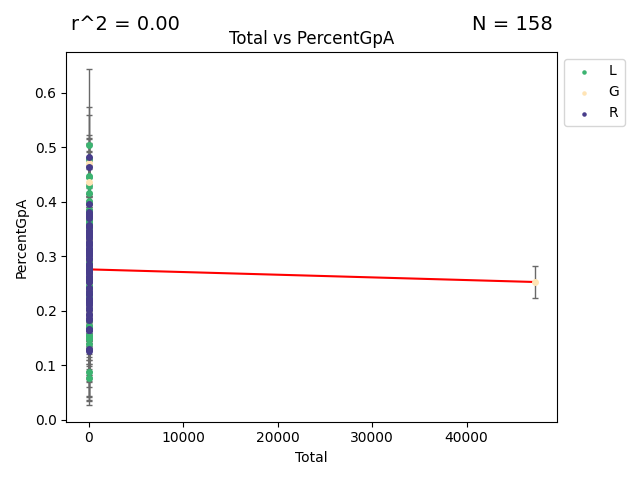 r^2 = 0.00
N = 158
Total vs PercentGpA
L
G
R
PercentGpA
0.6
0.5
0.4
0.3
0.2
0.1
0.0
0
10000
20000
30000
40000
Total